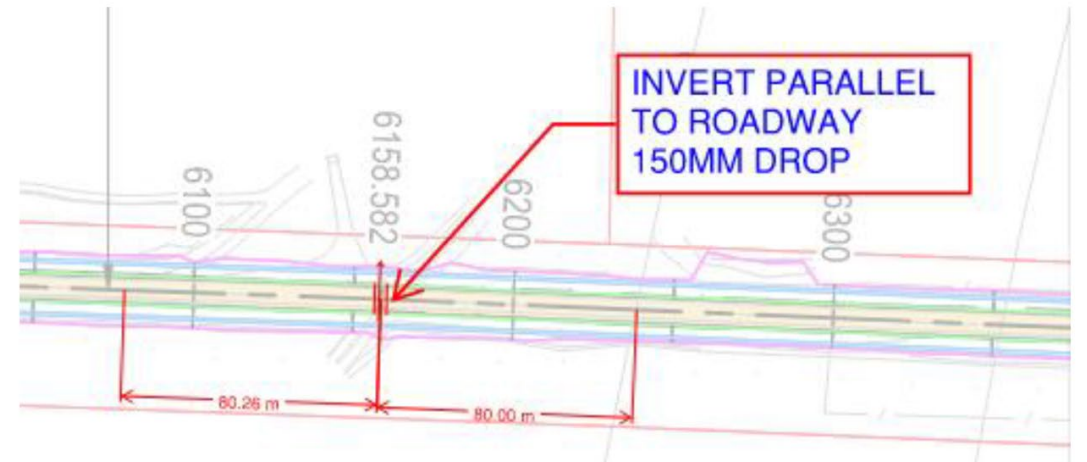 INVERT PARALLEL
TO ROADWAY
150MM DROP
6100
6158.582
6200
6300
80.26 m
80.00 m